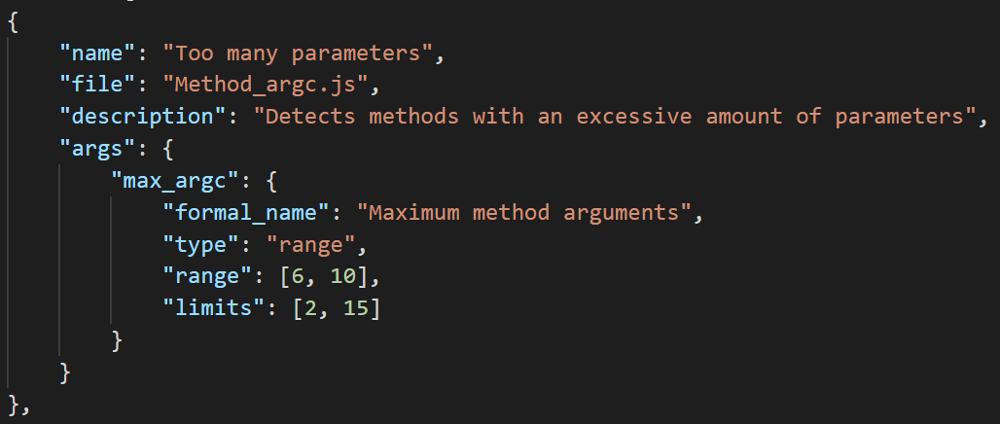 {
    "name": "Too many parameters",
    "file": "Method_argc.js",
    "description": "Detects methods with an excessive amount of parameters",
    "args": {
        "max_argc": {
            "formal_name": "Maximum method arguments",
            "type": "range",
            "range": [6, 10],
            "limits": [2, 15]
        }
    }
},